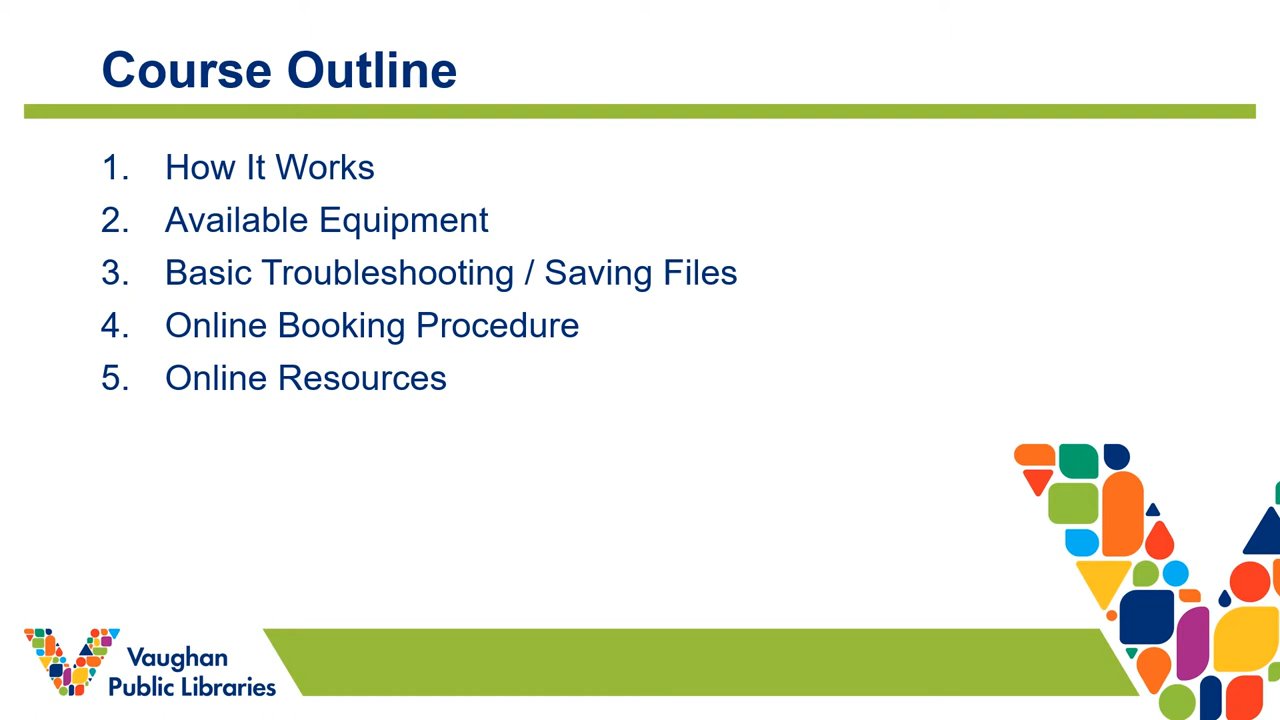 Course Outline
1. How It Works
2. Available Equipment
3. Basic Troubleshooting / Saving Files
4. Online Booking Procedure
5. Online Resources
Vaughan
Public Libraries